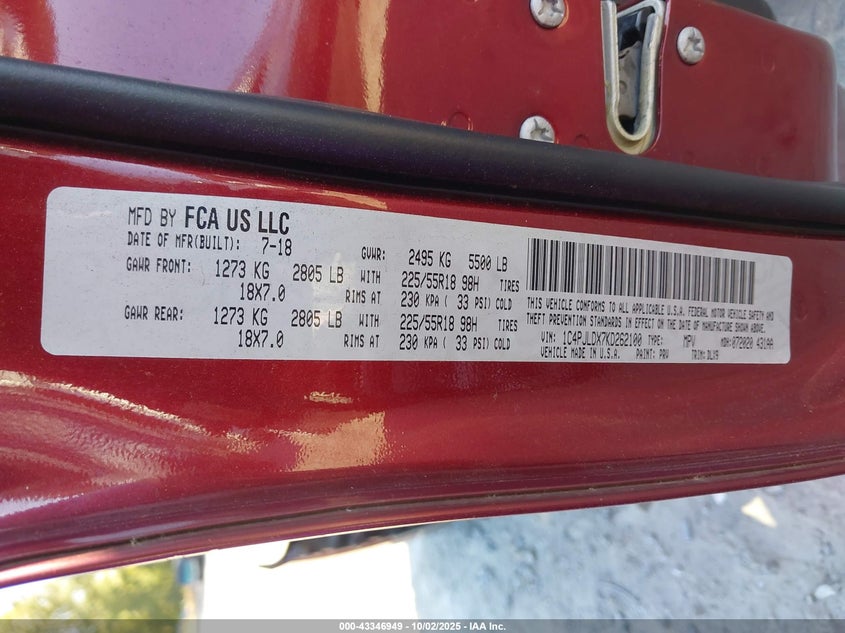 MFD BY FCA US LLC
DATE OF MFR(BUILT): 7-18 GVWR: 2495 KG 5500 LB
GAWR FRONT: 1273 KG 2805 LB WITH 225/55R18 98H TIRES
18X7.0 RIMS AT 230 KPA ( 33 PSI) COLD
GAWR REAR: 1273 KG 2805 LB WITH 225/55R18 98H TIRES
18X7.0 RIMS AT 230 KPA ( 33 PSI) COLD
THIS VEHICLE CONFORMS TO ALL APPLICABLE U.S.A. FEDERAL MOTOR VEHICLE SAFETY AND
THEFT PREVENTION STANDARDS IN EFFECT ON THE DATE OF MANUFACTURE SHOWN ABOVE.
VIN: 1C4PJLDX7KD262100 TYPE: MPV MDH: 072020 431AA
VEHICLE MADE IN U.S.A. PAINT: PRV TRIM: DLX9
000-43346949 - 10/02/2025 - IAA Inc.